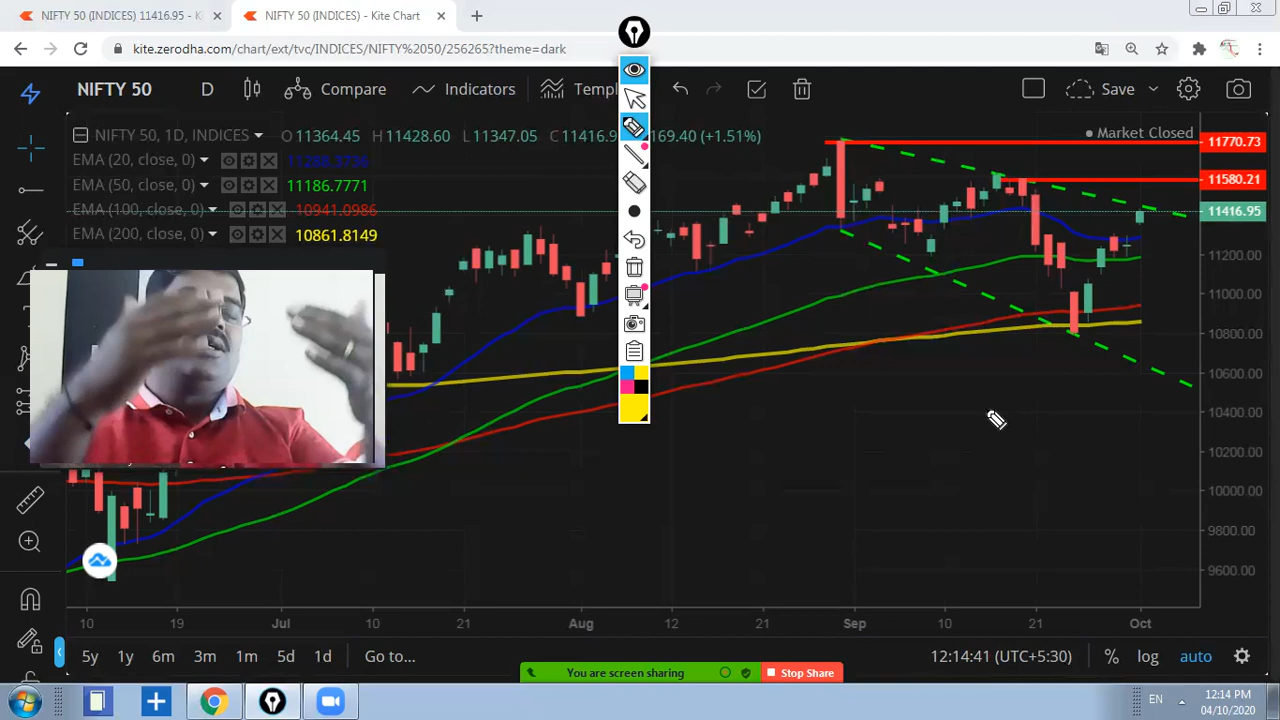 NIFTY 50 (INDICES) 11416.95 - K
NIFTY 50 (INDICES) - Kite Chart
kite.zerodha.com/chart/ext/tvc/INDICES/NIFTY%2050/256265?theme=dark
NIFTY 50 D Compare Indicators Templ Save
NIFTY 50, 1D, INDICES O 11364.45 H 11428.60 L 11347.05 C 11416.9 169.40 (+1.51%)
Market Closed
EMA (20, close, 0) 11288.3736
EMA (50, close, 0) 11186.7771
EMA (100, close, 0) 10941.0986
EMA (200, close, 0) 10861.8149
11770.73
11580.21
11416.95
11200.00
11000.00
10800.00
10600.00
10400.00
10200.00
10000.00
9800.00
9600.00
10 19 Jul 10 21 Aug 12 21 Sep 10 21 Oct
5y 1y 6m 3m 1m 5d 1d Go to... 12:14:41 (UTC+5:30) % log auto
You are screen sharing Stop Share
EN 12:14 PM
04/10/2020